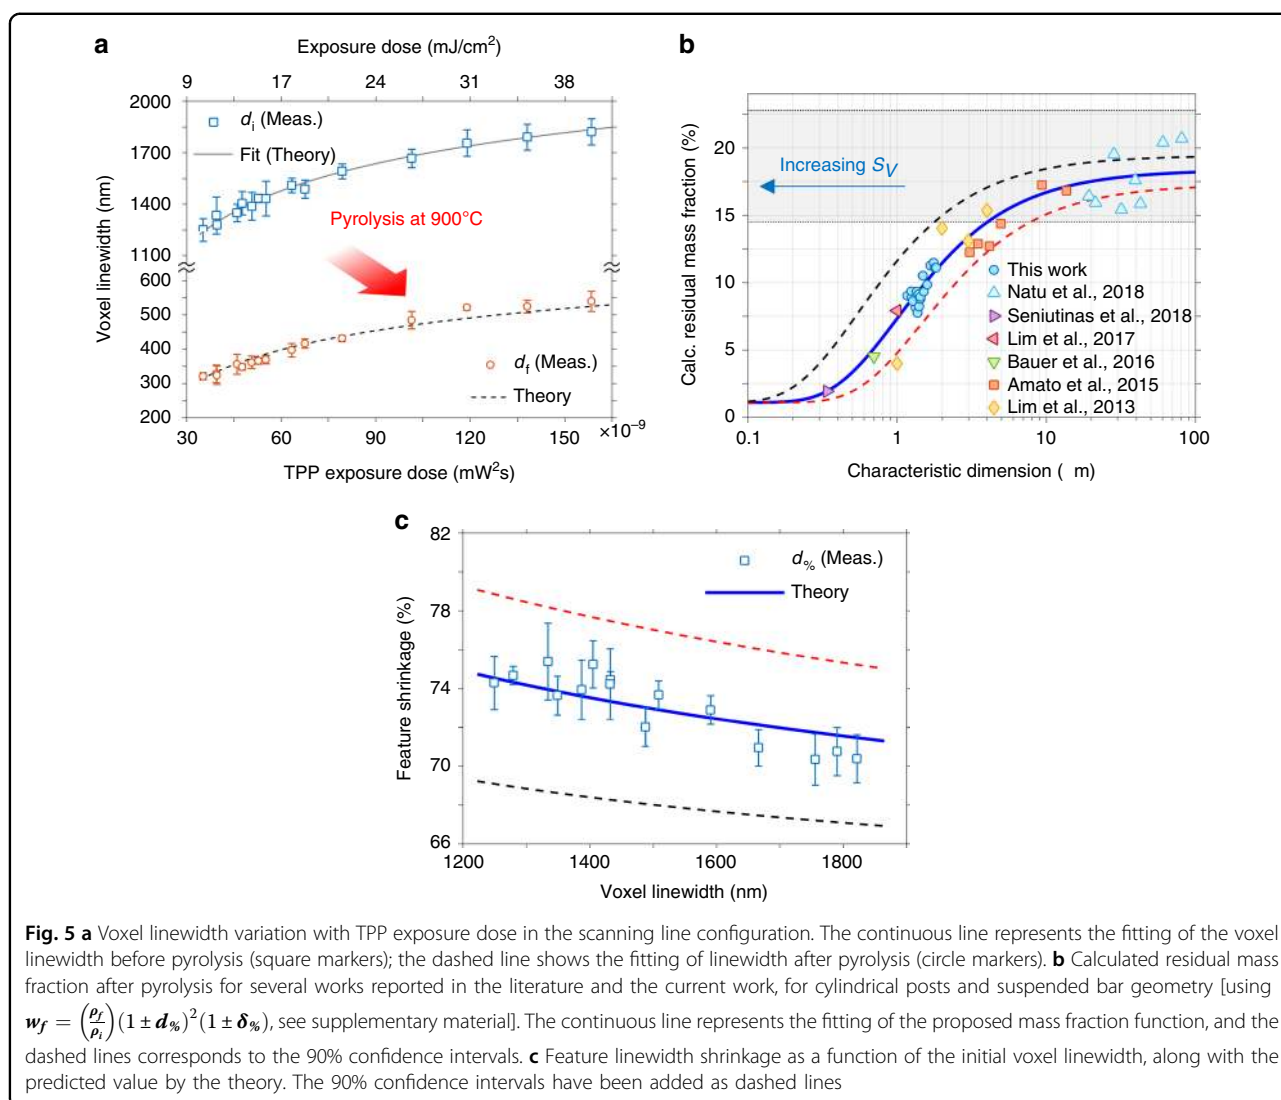 a
Exposure dose (mJ/cm²)
9 17 24 31 38
2000
1700
1400
1100
600
500
400
300
200
Voxel linewidth (nm)
dᵢ (Meas.)
Fit (Theory)
Pyrolysis at 900°C
d_f (Meas.)
Theory
30 60 90 120 150 ×10⁻⁹
TPP exposure dose (mW²s)
b
Calc. residual mass fraction (%)
20
15
10
5
0
Increasing S_V
This work
Natu et al., 2018
Seniutinas et al., 2018
Lim et al., 2017
Bauer et al., 2016
Amato et al., 2015
Lim et al., 2013
0.1 1 10 100
Characteristic dimension ( m)
c
82
78
74
70
66
Feature shrinkage (%)
d% (Meas.)
Theory
1200 1400 1600 1800
Voxel linewidth (nm)
Fig. 5 a Voxel linewidth variation with TPP exposure dose in the scanning line configuration. The continuous line represents the fitting of the voxel
linewidth before pyrolysis (square markers); the dashed line shows the fitting of linewidth after pyrolysis (circle markers). b Calculated residual mass
fraction after pyrolysis for several works reported in the literature and the current work, for cylindrical posts and suspended bar geometry [using
w_f = (ρ_f/ρ_i)(1 ± d%)²(1 ± δ%), see supplementary material]. The continuous line represents the fitting of the proposed mass fraction function, and the
dashed lines corresponds to the 90% confidence intervals. c Feature linewidth shrinkage as a function of the initial voxel linewidth, along with the
predicted value by the theory. The 90% confidence intervals have been added as dashed lines